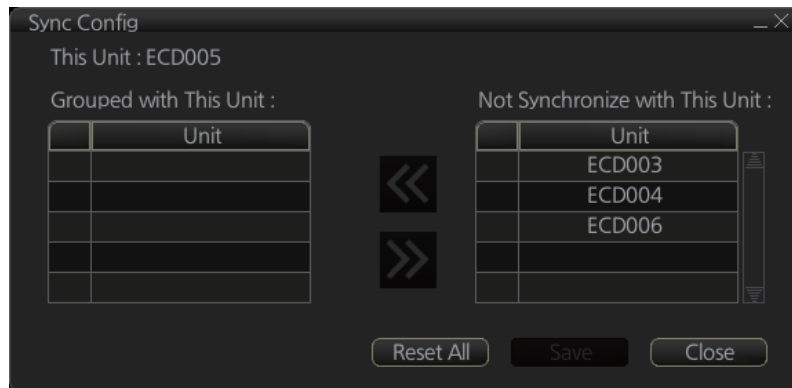 Sync Config
This Unit : ECD005
Grouped with This Unit :
Unit
Not Synchronize with This Unit :
Unit
ECD003
ECD004
ECD006
Reset All Save Close